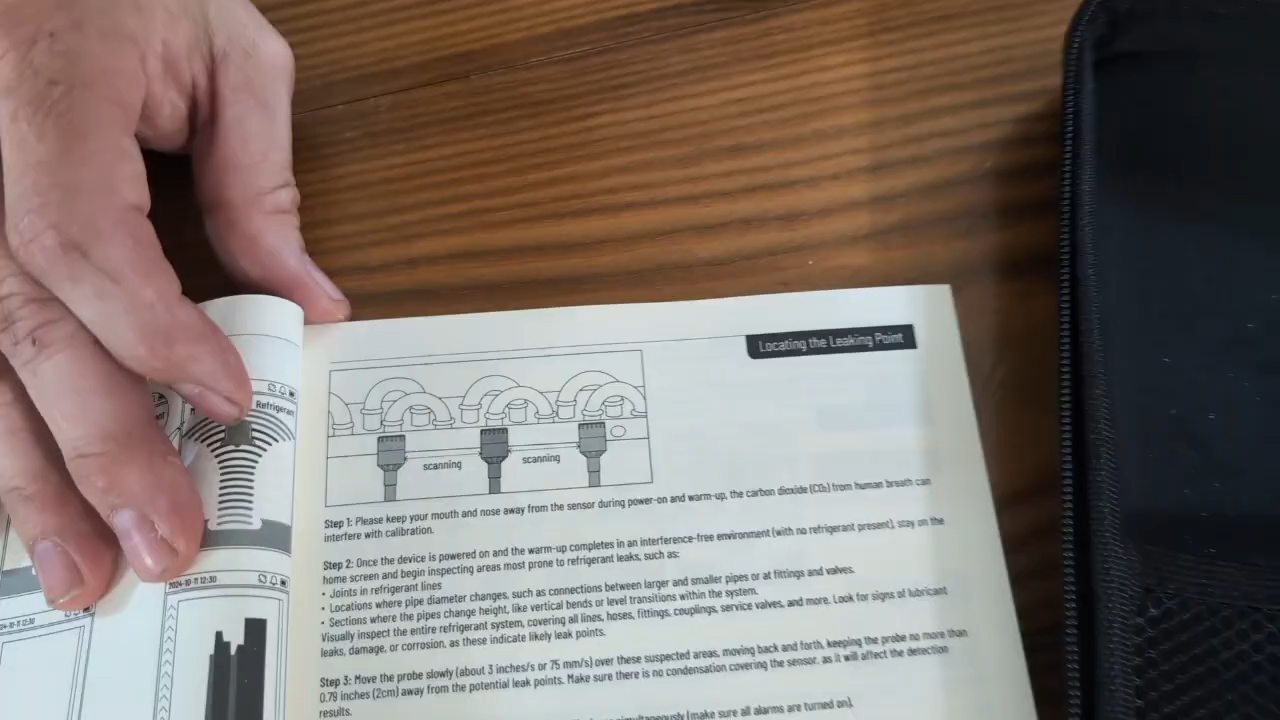 Locating the Leaking Point
Refrigerant
scanning
scanning
Step 1: Please keep your mouth and nose away from the sensor during power-on and warm-up, the carbon dioxide (CO₂) from human breath can
interfere with calibration.
Step 2: Once the device is powered on and the warm-up completes in an interference-free environment (with no refrigerant present), stay on the
home screen and begin inspecting areas most prone to refrigerant leaks, such as:
• Joints in refrigerant lines
• Locations where pipe diameter changes, such as connections between larger and smaller pipes or at fittings and valves.
• Sections where the pipes change height, like vertical bends or level transitions within the system.
Visually inspect the entire refrigerant system, covering all lines, hoses, fittings, couplings, service valves, and more. Look for signs of lubricant
leaks, damage, or corrosion, as these indicate likely leak points.
Step 3: Move the probe slowly (about 3 inches/s or 75 mm/s) over these suspected areas, moving back and forth, keeping the probe no more than
0.79 inches (2cm) away from the potential leak points. Make sure there is no condensation covering the sensor, as it will affect the detection
results.
simultaneously (make sure all alarms are turned on).
2024-10-11 12:30